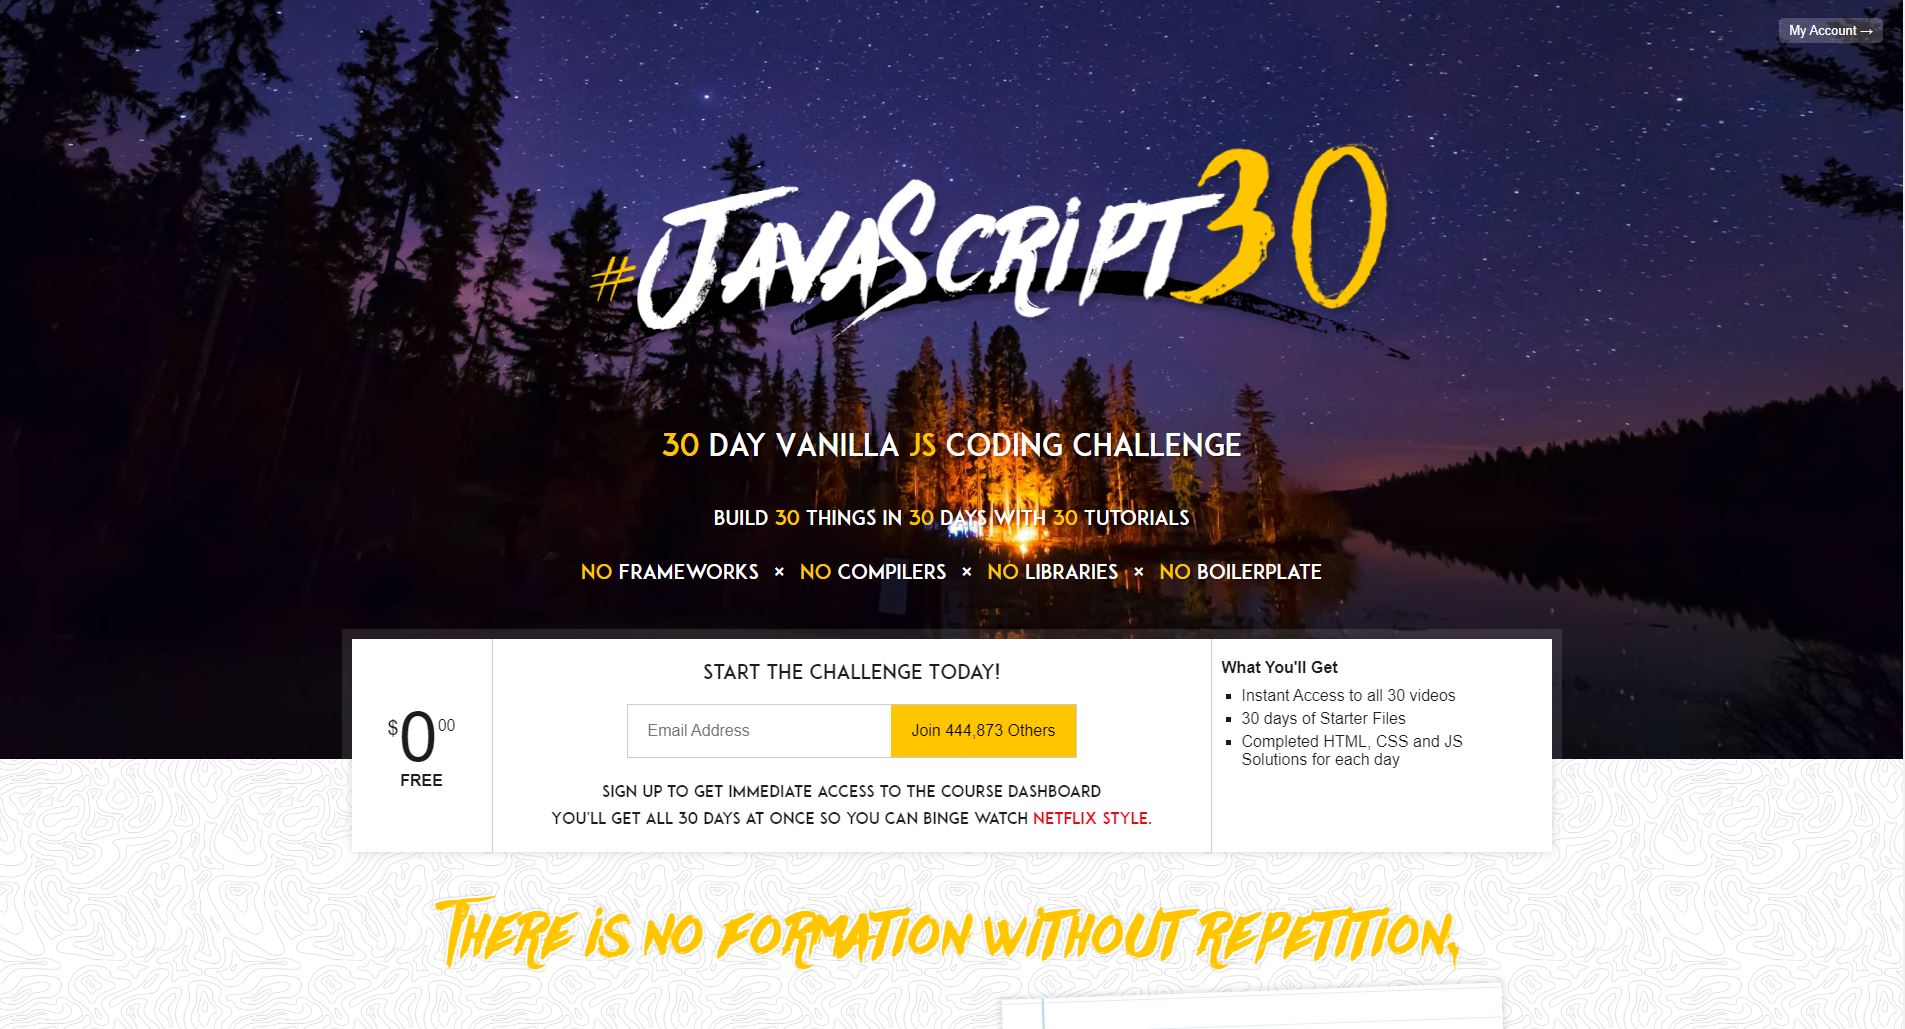 My Account →
#JavaScript30
30 DAY VANILLA JS CODING CHALLENGE
BUILD 30 THINGS IN 30 DAYS WITH 30 TUTORIALS
NO FRAMEWORKS × NO COMPILERS × NO LIBRARIES × NO BOILERPLATE
$0 00
FREE
START THE CHALLENGE TODAY!
Email Address
Join 444,873 Others
SIGN UP TO GET IMMEDIATE ACCESS TO THE COURSE DASHBOARD
YOU'LL GET ALL 30 DAYS AT ONCE SO YOU CAN BINGE WATCH NETFLIX STYLE.
What You'll Get
Instant Access to all 30 videos
30 days of Starter Files
Completed HTML, CSS and JS
Solutions for each day
THERE IS NO FORMATION WITHOUT REPETITION,